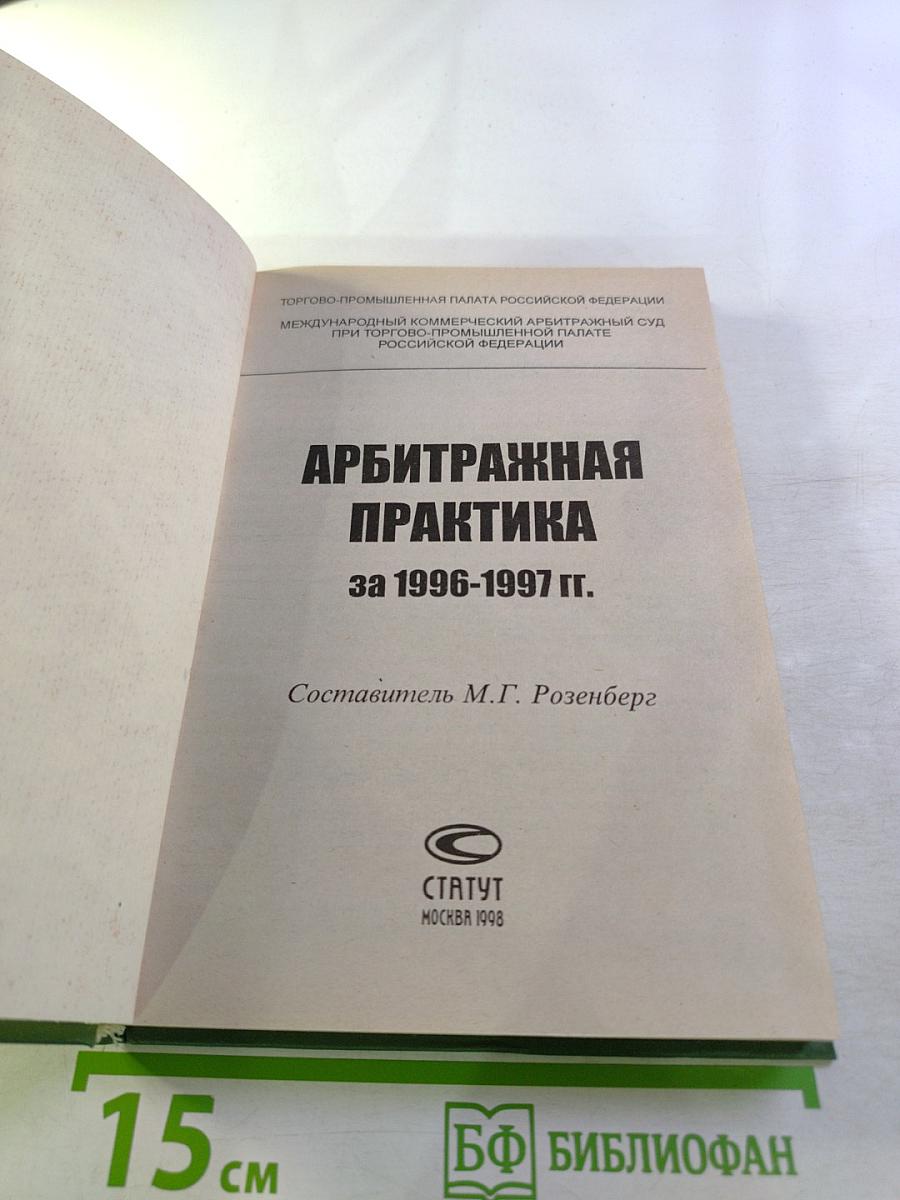 ТОРГОВО-ПРОМЫШЛЕННАЯ ПАЛАТА РОССИЙСКОЙ ФЕДЕРАЦИИ
МЕЖДУНАРОДНЫЙ КОММЕРЧЕСКИЙ АРБИТРАЖНЫЙ СУД
ПРИ ТОРГОВО-ПРОМЫШЛЕННОЙ ПАЛАТЕ
РОССИЙСКОЙ ФЕДЕРАЦИИ
АРБИТРАЖНАЯ
ПРАКТИКА
за 1996-1997 гг.
Составитель М.Г. Розенберг
СТАТУТ
МОСКВА 1998
15 см
БФ БИБЛИОФАН